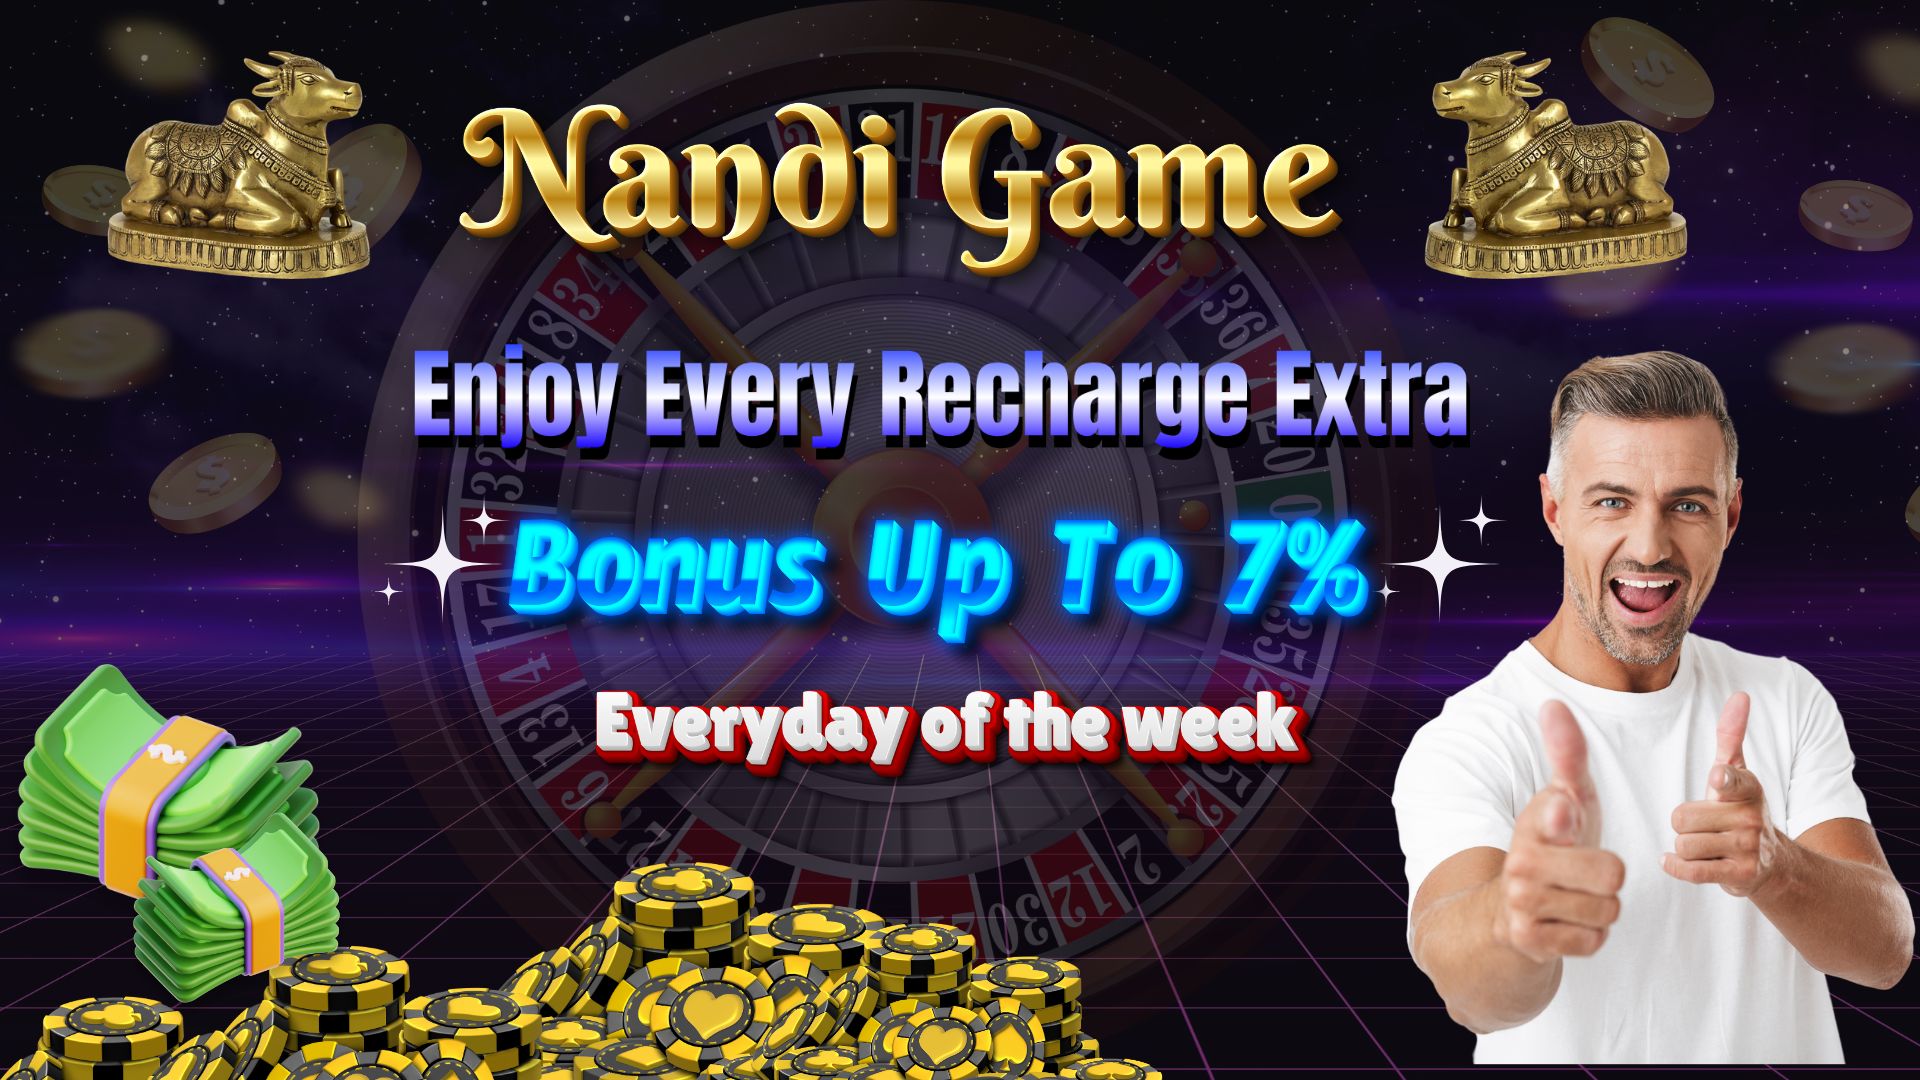 Nandi Game
Enjoy Every Recharge Extra
Bonus Up To 7%
Everyday of the week